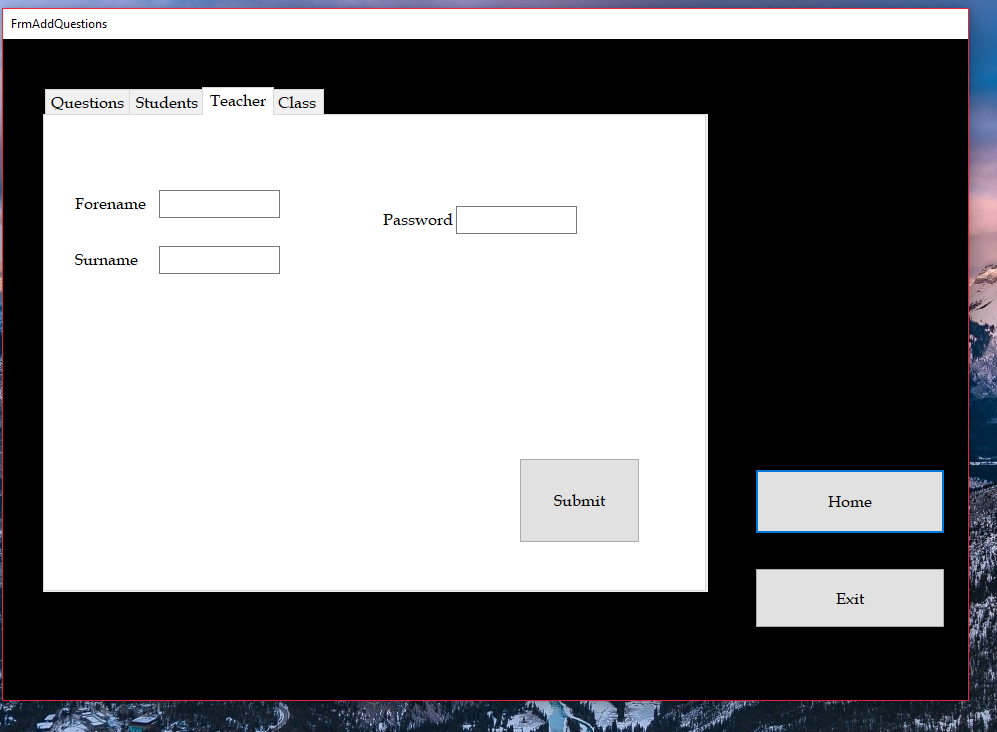 FrmAddQuestions
Questions Students Teacher Class
Forename
Password
Surname
Submit
Home
Exit